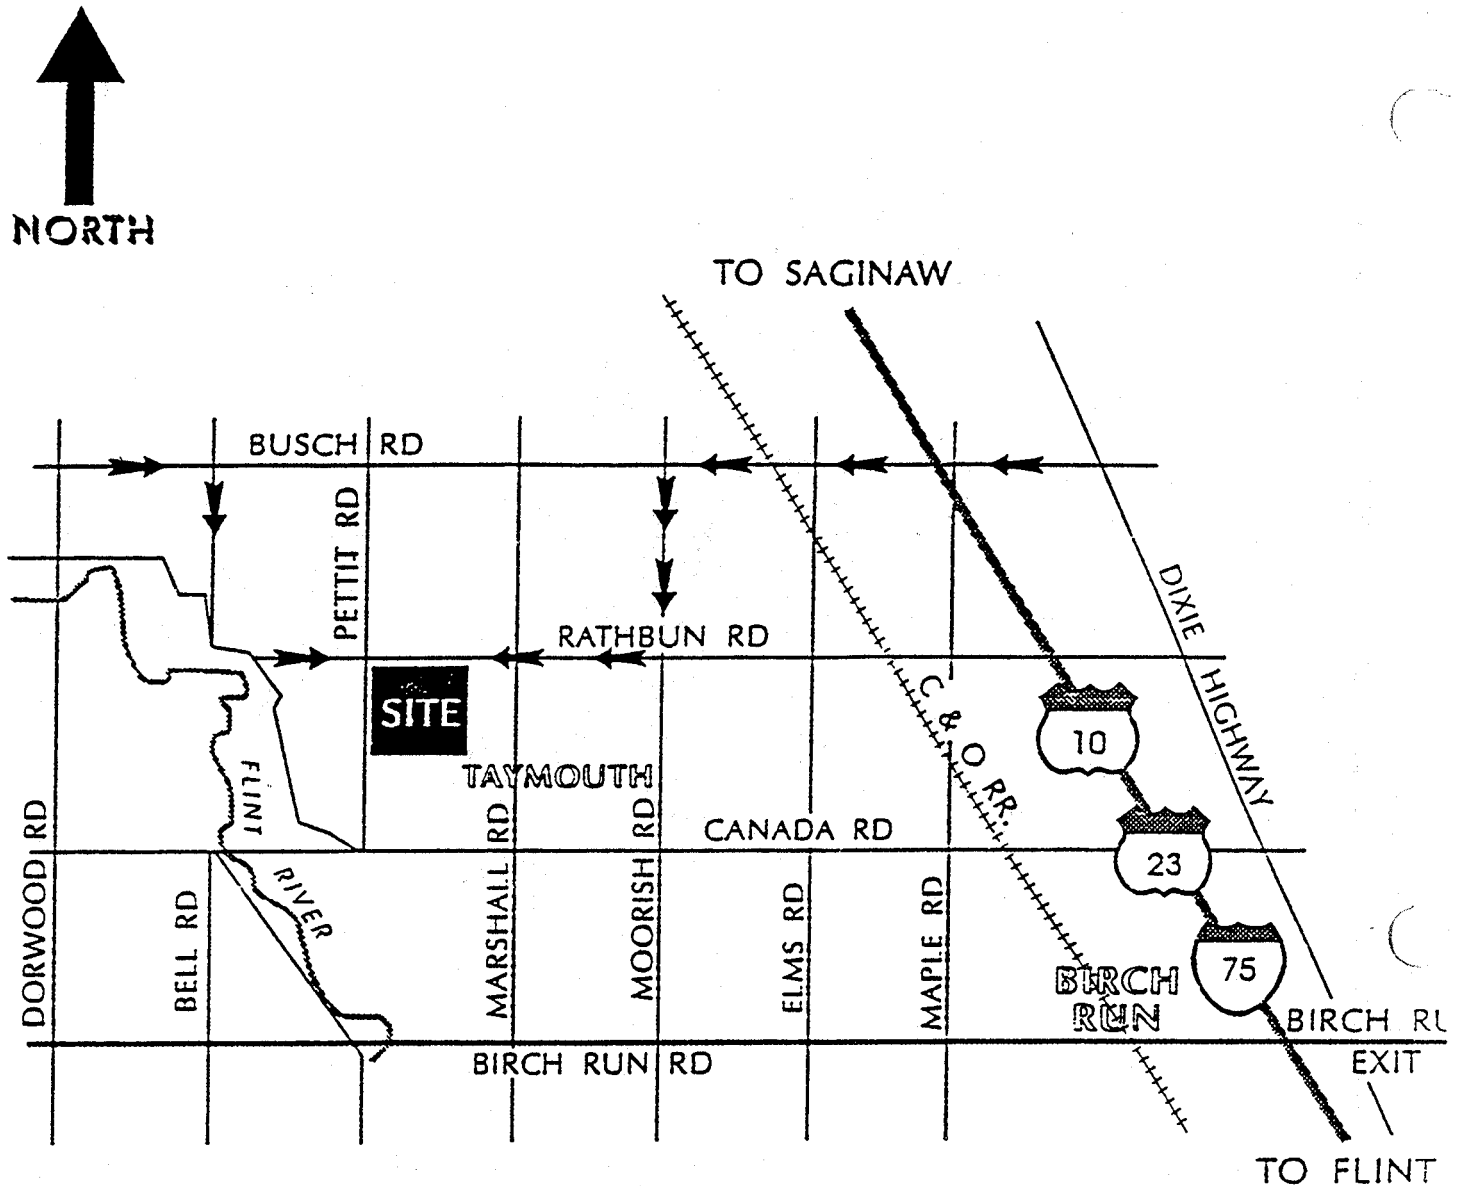 NORTH
TO SAGINAW
BUSCH RD
PETTIT RD
RATHBUN RD
DIXIE HIGHWAY
SITE
C & O RR.
10
TAYMOUTH
FLINT RIVER
CANADA RD
23
DORWOOD RD
BELL RD
MARSHALL RD
MOORISH RD
ELMS RD
MAPLE RD
75
BIRCH
RUN
BIRCH RU
EXIT
BIRCH RUN RD
TO FLINT